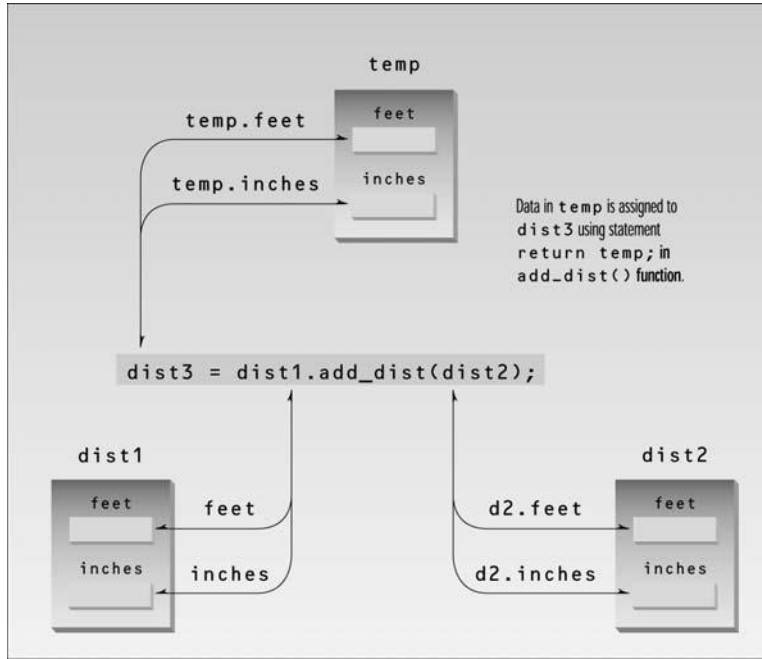 temp
feet
temp.feet
inches
temp.inches
Data in temp is assigned to
dist3 using statement
return temp; in
add_dist() function.
dist3 = dist1.add_dist(dist2);
dist1
feet
feet
inches
inches
dist2
feet
d2.feet
inches
d2.inches